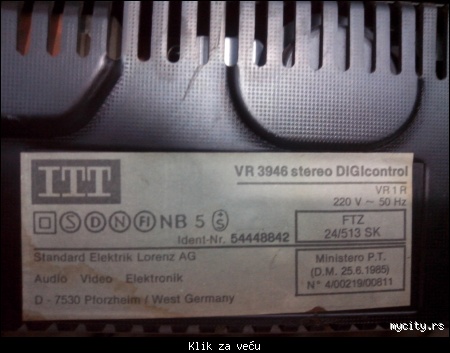 ITT
VR 3946 stereo DIGIcontrol
VR 1 R
220 V ~ 50 Hz
S D N FI NB 5 S
Ident-Nr. 54448842
FTZ
24/513 SK
Standard Elektrik Lorenz AG
Audio Video Elektronik
D - 7530 Pforzheim / West Germany
Ministero P.T.
(D.M. 25.6.1985)
N° 4/00219/00811
mycity.rs
Klik za veću